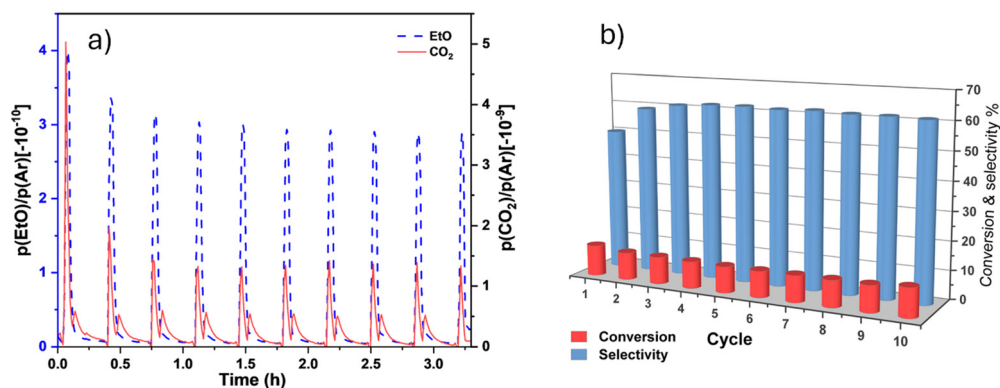 a)
EtO
CO₂
p(EtO)/p(Ar)[-10⁻¹⁰]
4
3
2
1
0
p(CO₂)/p(Ar)[-10⁻⁹]
5
4
3
2
1
0
0.0 0.5 1.0 1.5 2.0 2.5 3.0
Time (h)
b)
70
60
50
40
30
20
10
0
Conversion & selectivity %
1 2 3 4 5 6 7 8 9 10
Cycle
Conversion
Selectivity